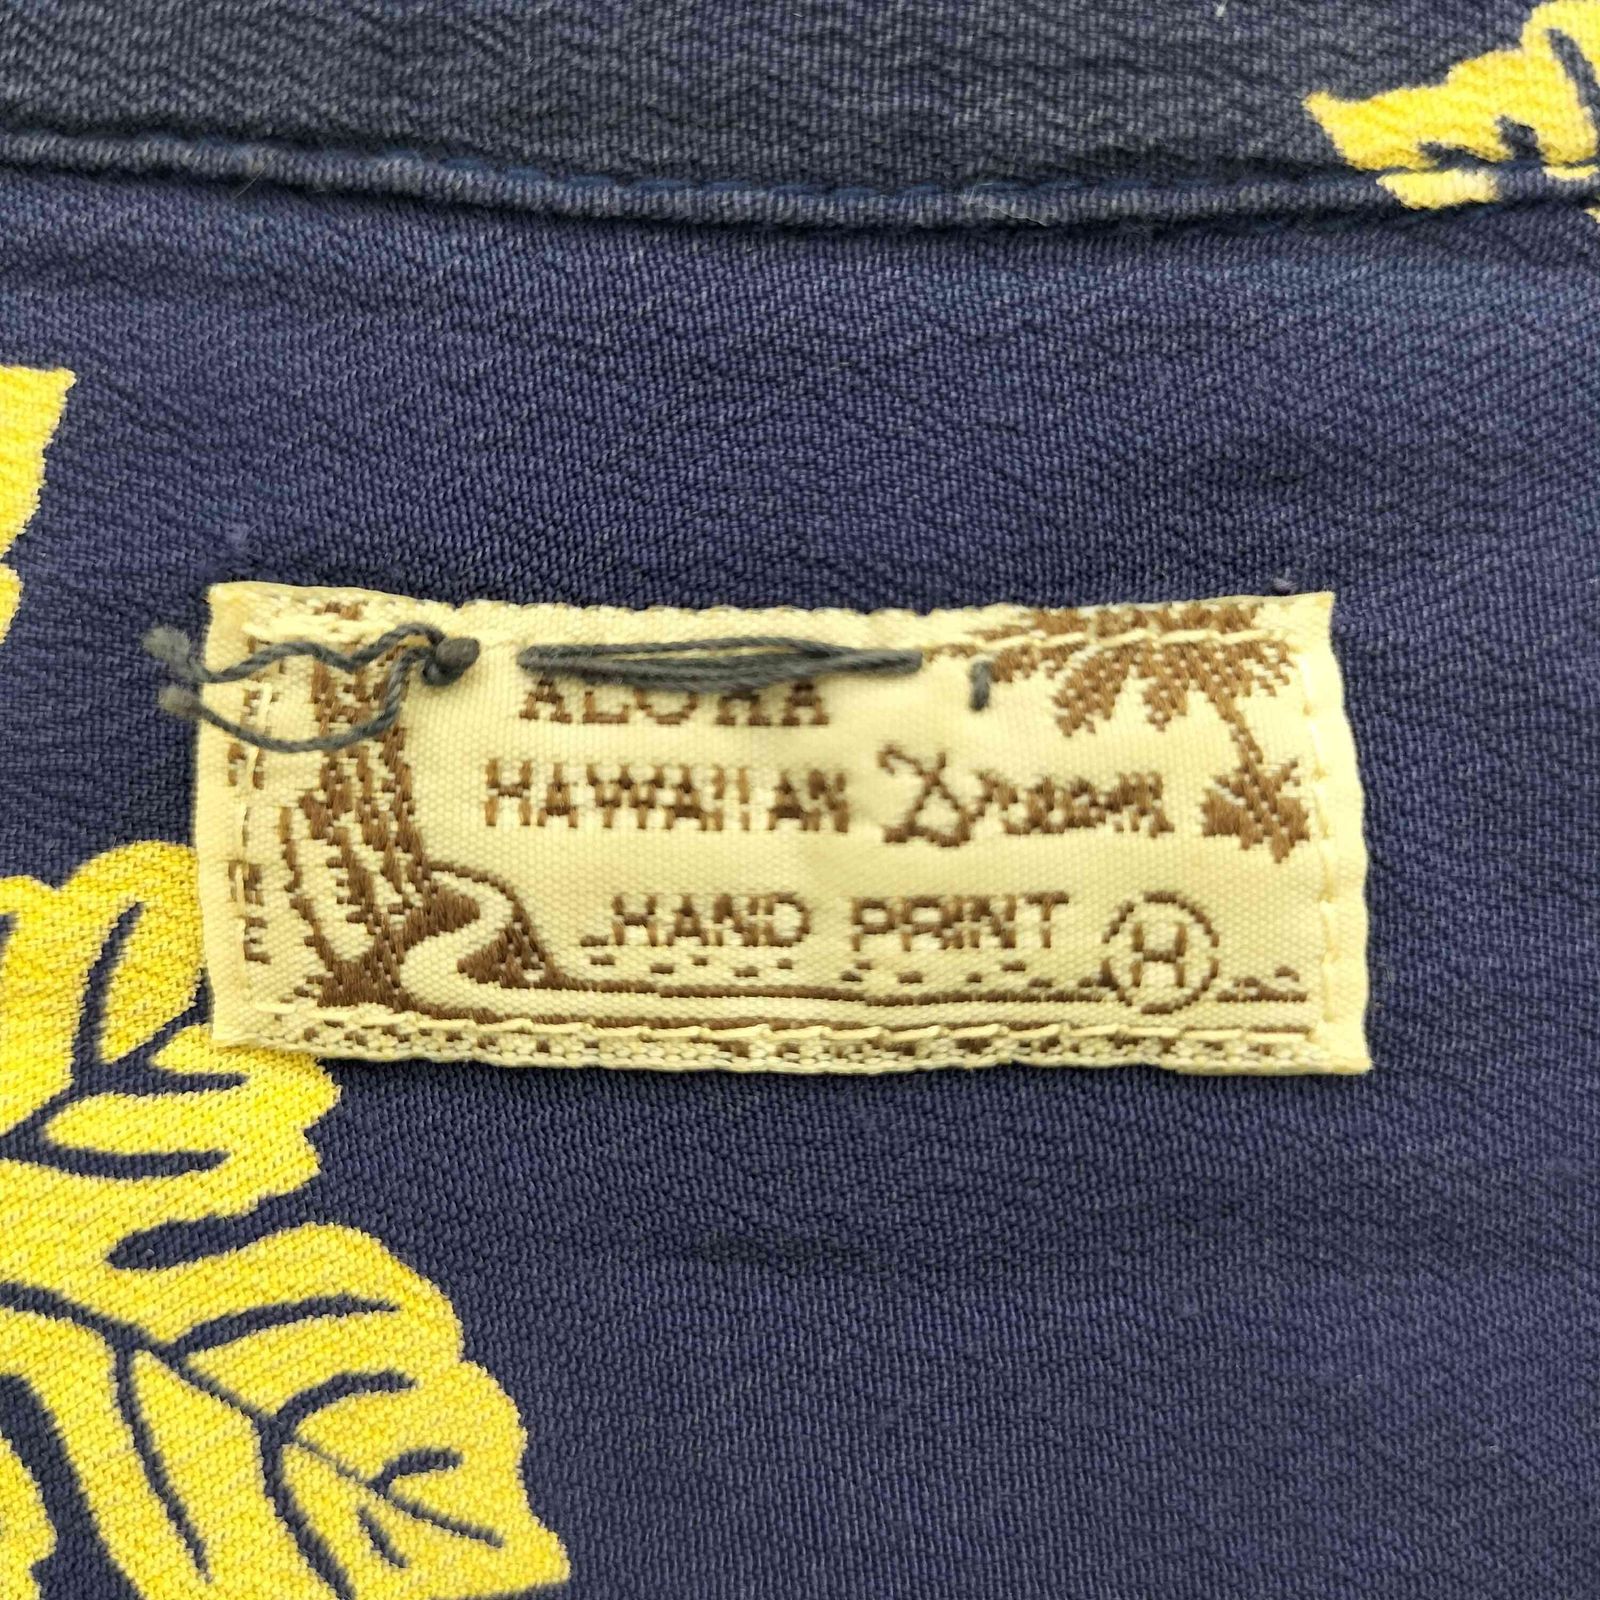 ALOHA
HAWAIIAN Dream
HAND PRINT H